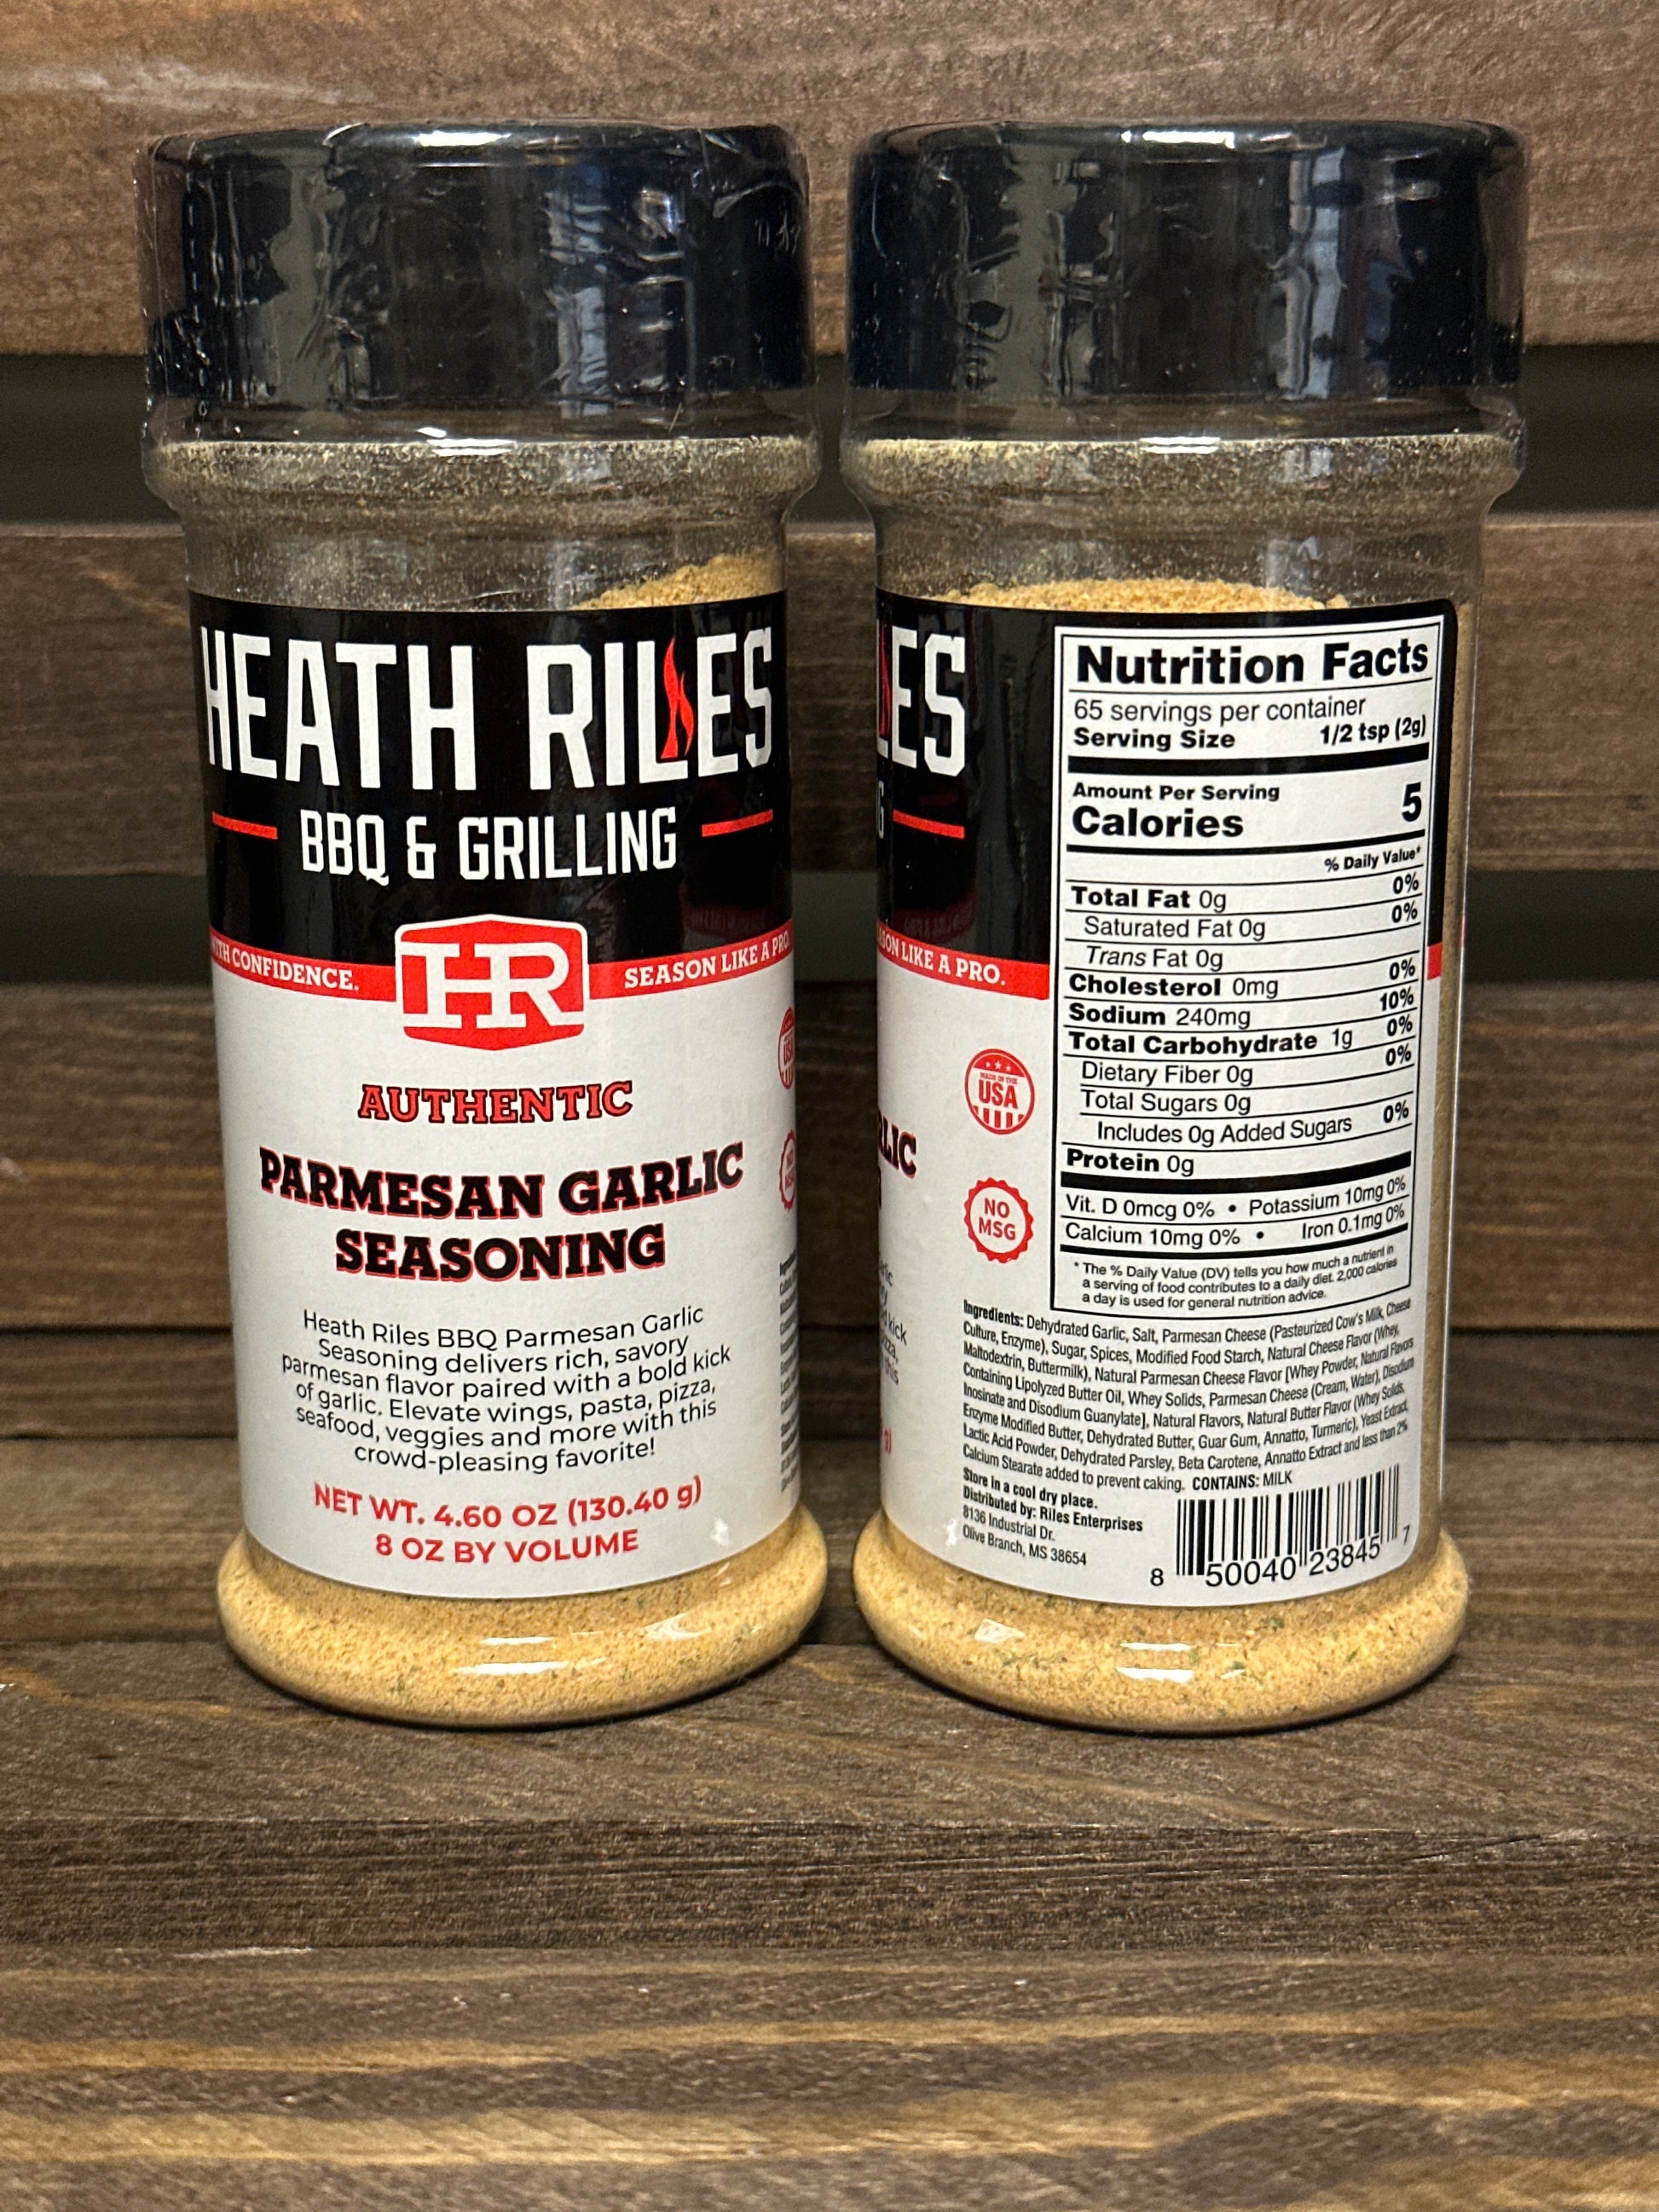 HEATH RILES
BBQ & GRILLING
WITH CONFIDENCE.
HR
SEASON LIKE A PRO.
AUTHENTIC
PARMESAN GARLIC
SEASONING
Heath Riles BBQ Parmesan Garlic
Seasoning delivers rich, savory
parmesan flavor paired with a bold kick
of garlic. Elevate wings, pasta, pizza,
seafood, veggies and more with this
crowd-pleasing favorite!
NET WT. 4.60 OZ (130.40 g)
8 OZ BY VOLUME
LES
LIKE A PRO.
MADE IN THE
USA
NO
MSG
Nutrition Facts
65 servings per container
Serving Size 1/2 tsp (2g)
Amount Per Serving
Calories 5
% Daily Value*
Total Fat 0g 0%
Saturated Fat 0g 0%
Trans Fat 0g
Cholesterol 0mg 0%
Sodium 240mg 10%
Total Carbohydrate 1g 0%
Dietary Fiber 0g 0%
Total Sugars 0g
Includes 0g Added Sugars 0%
Protein 0g
Vit. D 0mcg 0% • Potassium 10mg 0%
Calcium 10mg 0% • Iron 0.1mg 0%
* The % Daily Value (DV) tells you how much a nutrient in
a serving of food contributes to a daily diet. 2,000 calories
a day is used for general nutrition advice.
Ingredients: Dehydrated Garlic, Salt, Parmesan Cheese (Pasteurized Cow's Milk, Cheese
Culture, Enzyme), Sugar, Spices, Modified Food Starch, Natural Cheese Flavor (Whey,
Maltodextrin, Buttermilk), Natural Parmesan Cheese Flavor [Whey Powder, Natural Flavors
Containing Lipolyzed Butter Oil, Whey Solids, Parmesan Cheese (Cream, Water), Disodium
Inosinate and Disodium Guanylate], Natural Flavors, Natural Butter Flavor (Whey Solids,
Enzyme Modified Butter, Dehydrated Butter, Guar Gum, Annatto, Turmeric), Yeast Extract,
Lactic Acid Powder, Dehydrated Parsley, Beta Carotene, Annatto Extract and less than 2%
Calcium Stearate added to prevent caking. CONTAINS: MILK
Store in a cool dry place.
Distributed by: Riles Enterprises
8136 Industrial Dr.
Olive Branch, MS 38654
8 50040 23845 7